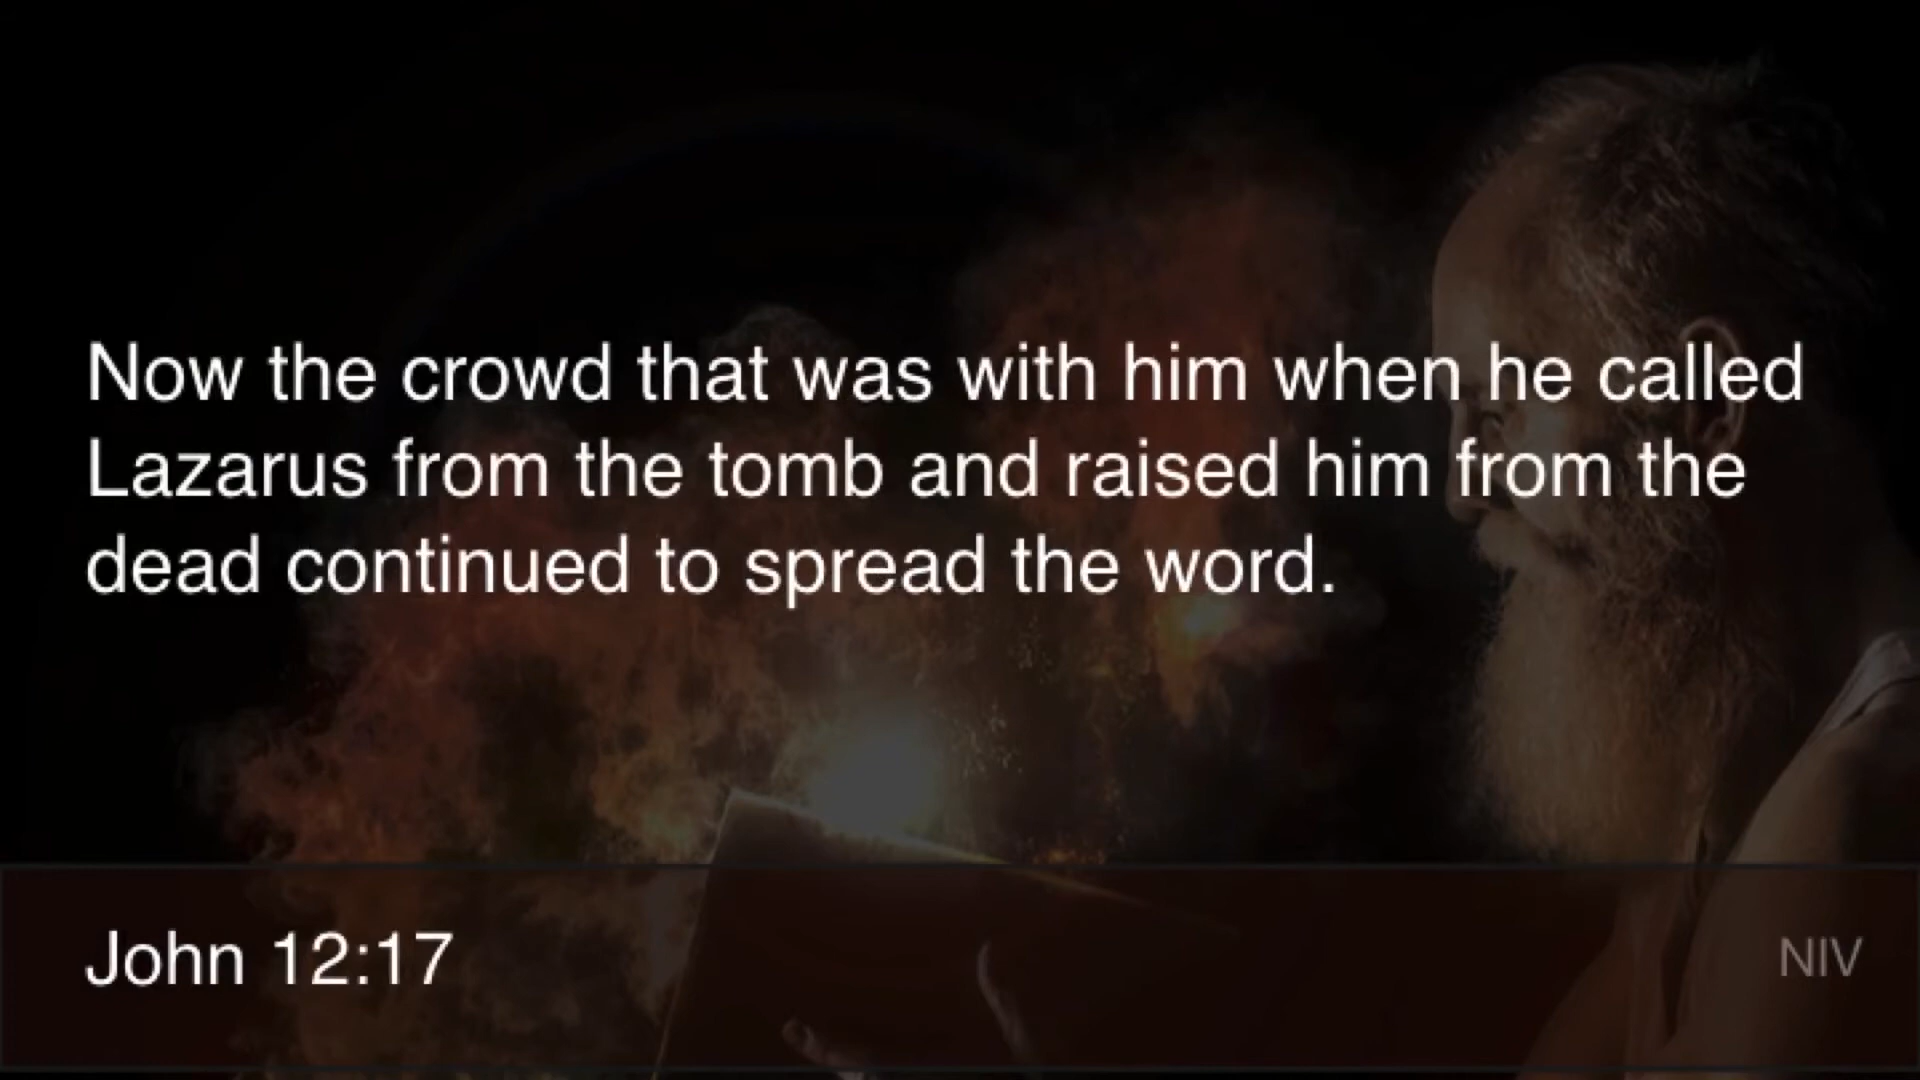 Now the crowd that was with him when he called
Lazarus from the tomb and raised him from the
dead continued to spread the word.
John 12:17
NIV